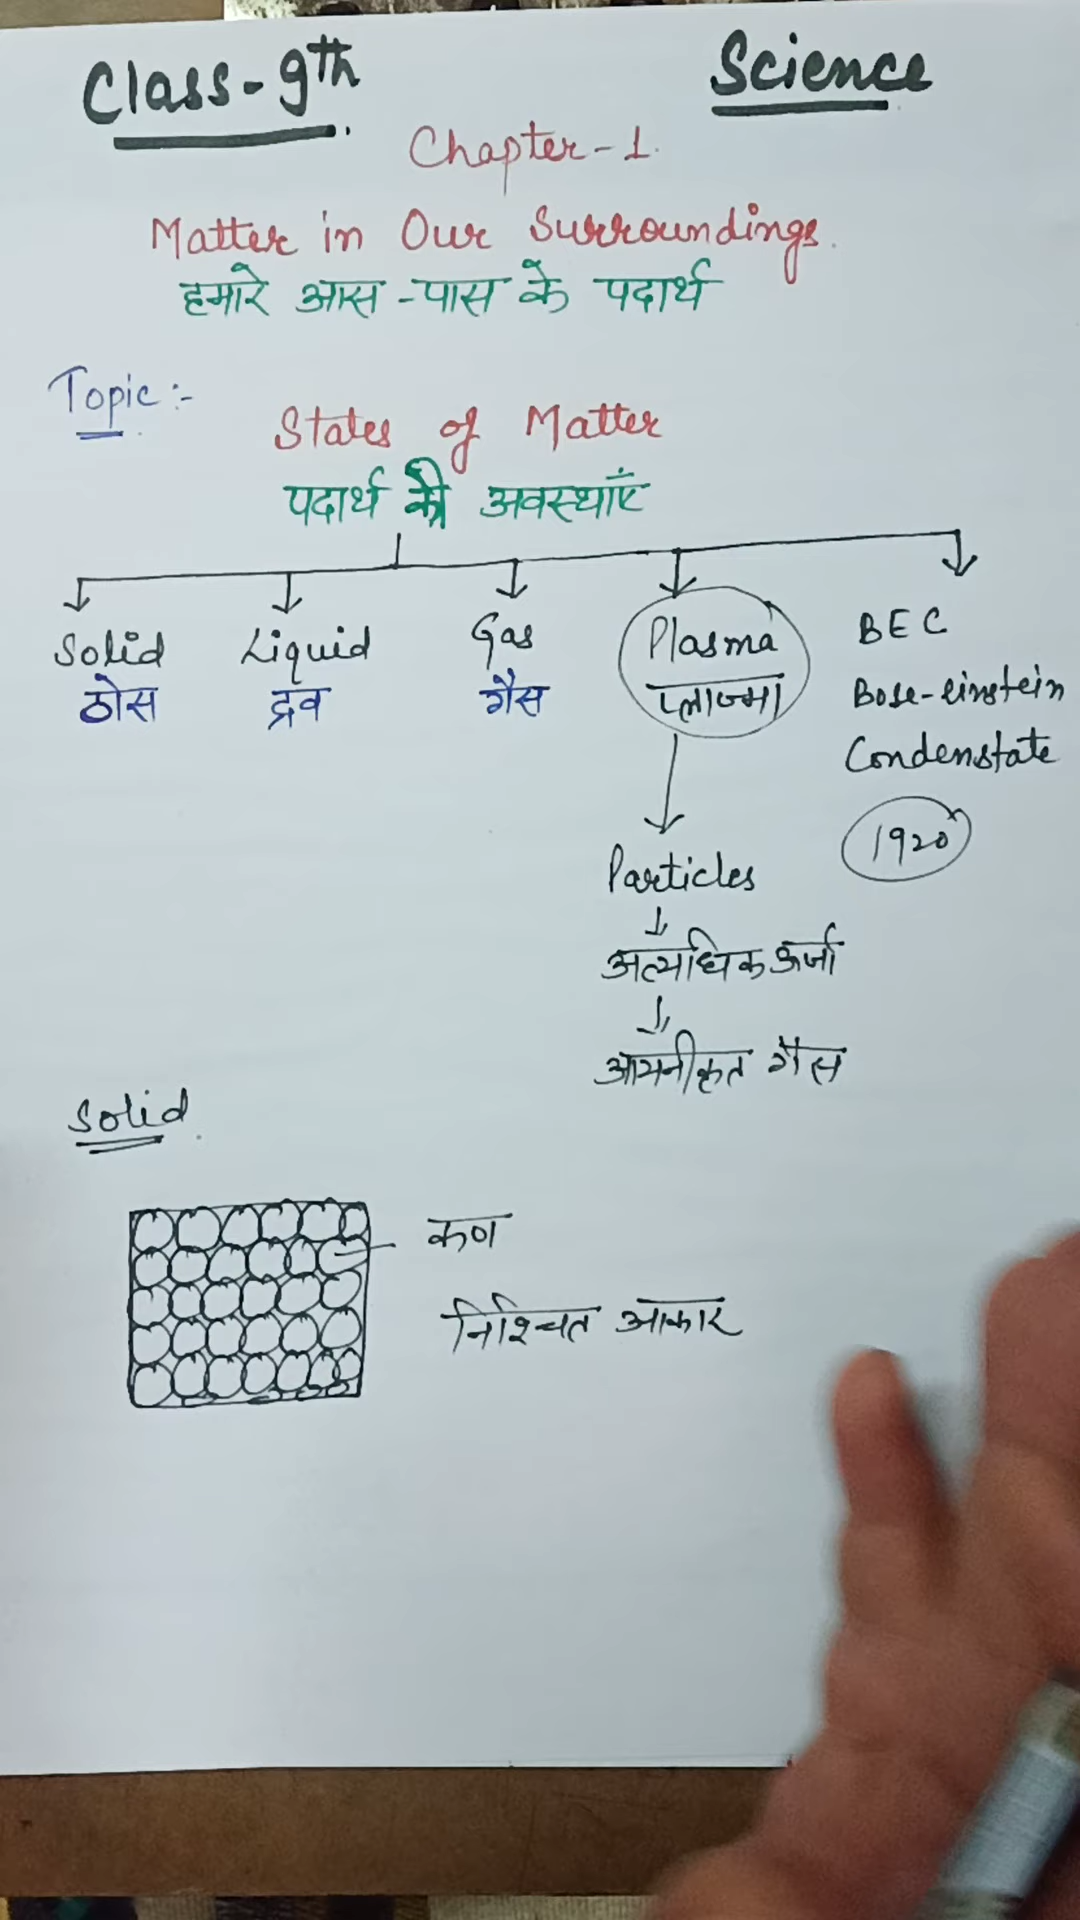 Class-9th
Science
Chapter-1.
Matter in Our Surroundings.
हमारे आस-पास के पदार्थ
Topic:-
States of Matter
पदार्थ की अवस्थाएँ
Solid
ठोस
Liquid
द्रव
Gas
गैस
Plasma
प्लाज्मा
BEC
Bose-einstein
Condenstate
1920
Particles
अत्यधिक ऊर्जा
आयनीकृत गैस
Solid
कण
निश्चित आकार